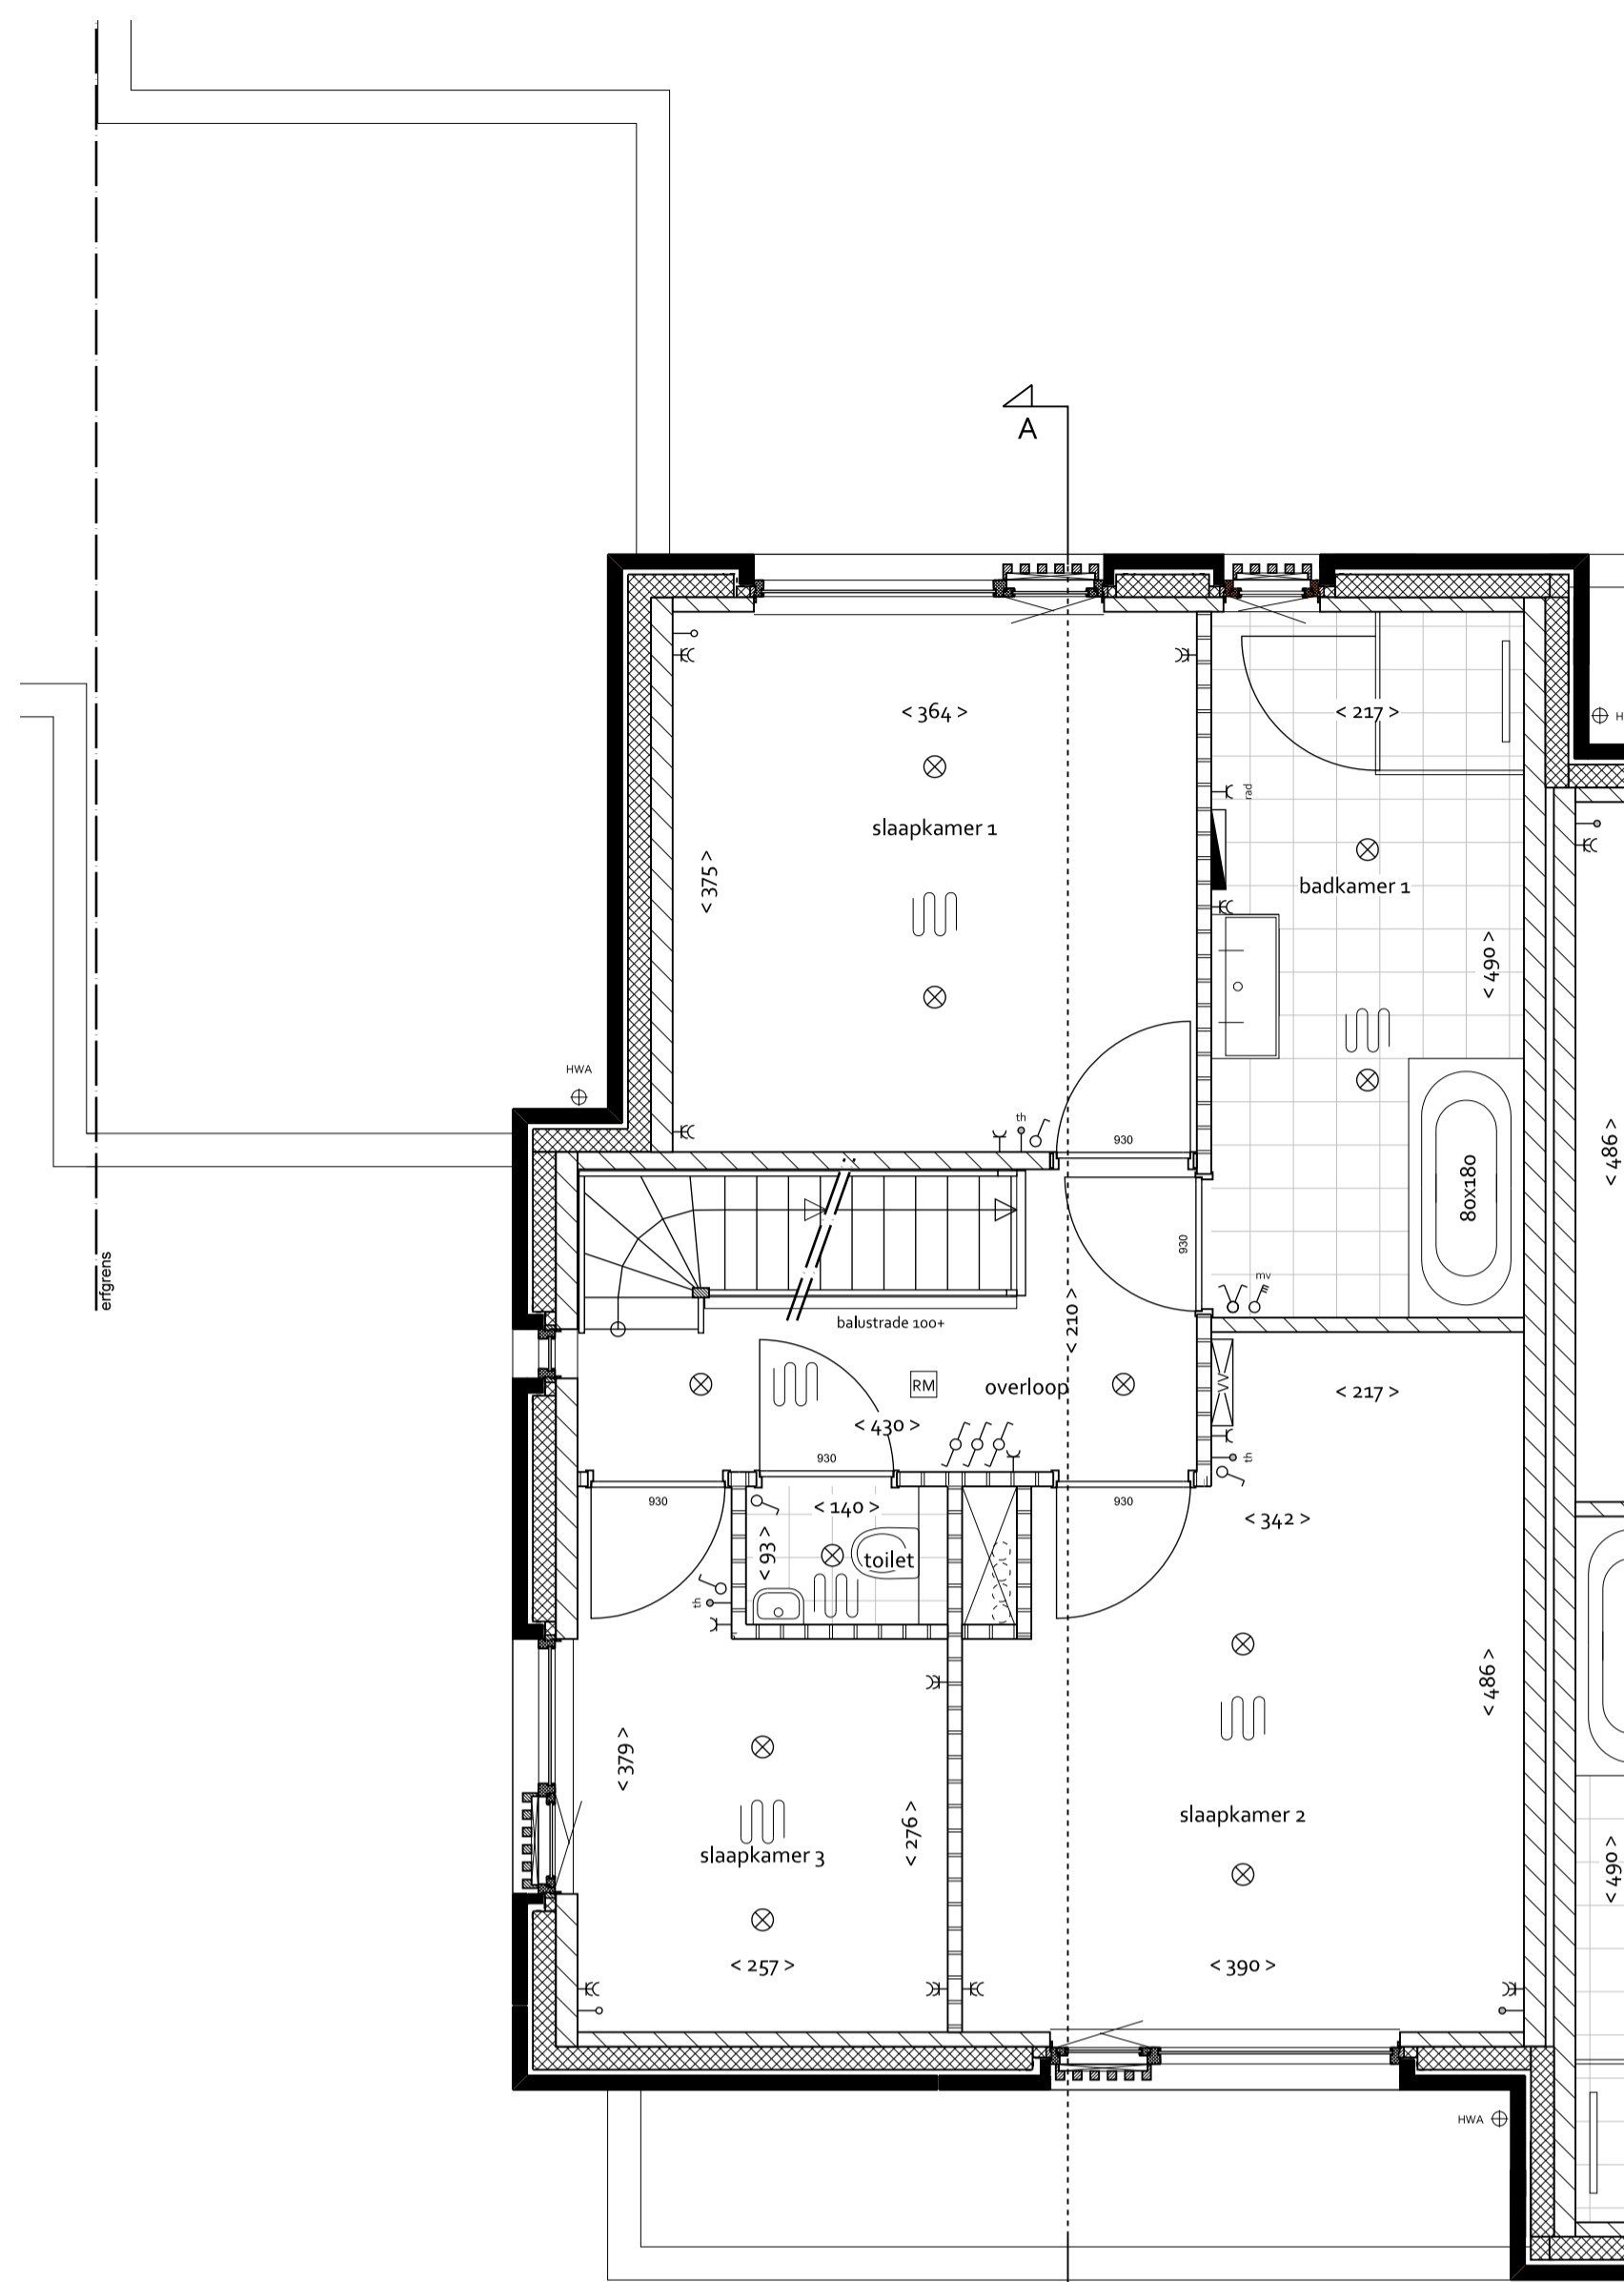 A
< 364 >
< 217 >
H
rad
slaapkamer 1
< 375 >
badkamer 1
< 490 >
HWA
th
930
< 486 >
80x180
930
erfgrens
mv
balustrade 100+
< 210 >
RM
overloop
< 217 >
VV
< 430 >
930
th
930
< 140 >
930
< 342 >
< 93 >
toilet
th
< 486 >
< 379 >
slaapkamer 2
< 276 >
slaapkamer 3
< 490 >
< 257 >
< 390 >
HWA